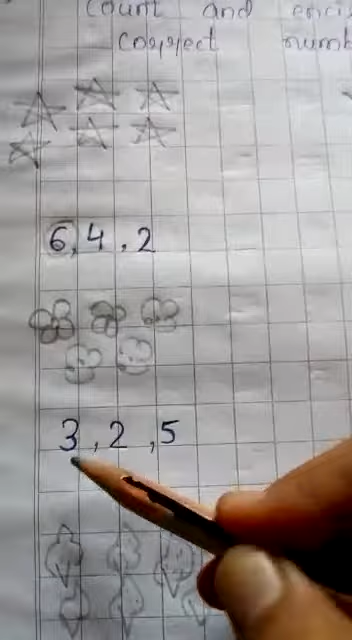 Count and
correct
6, 4, 2
3, 2, 5